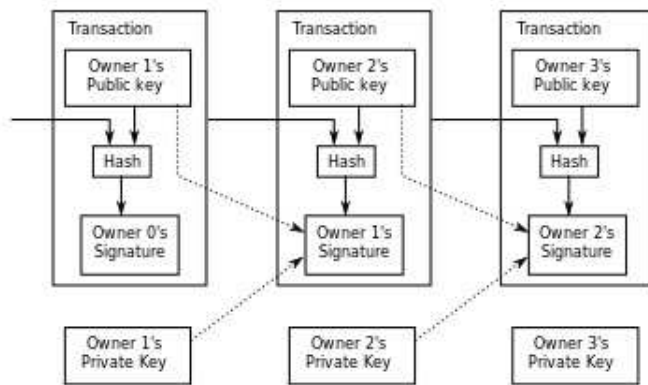 Transaction
Transaction
Transaction
Owner 1's
Public key
Owner 2's
Public key
Owner 3's
Public key
Hash
Hash
Hash
Owner 0's
Signature
Owner 1's
Signature
Owner 2's
Signature
Owner 1's
Private Key
Owner 2's
Private Key
Owner 3's
Private Key